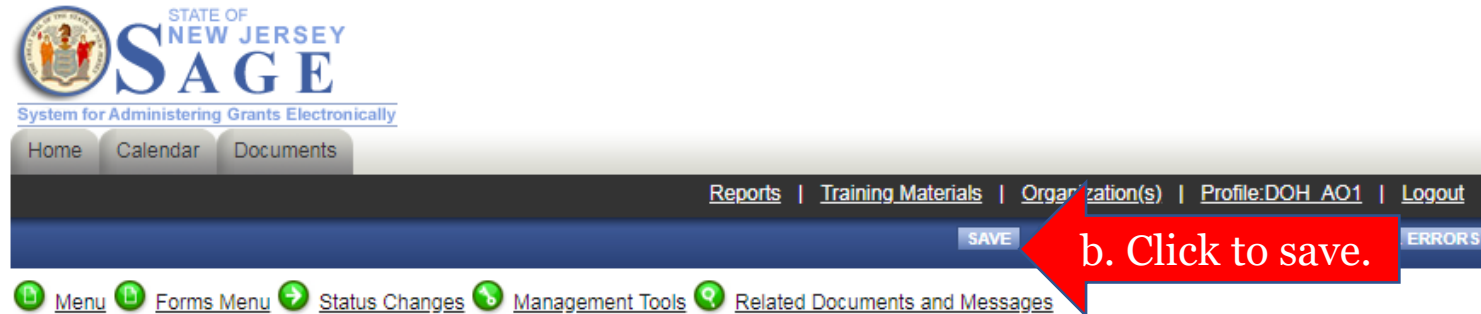 STATE OF
NEW JERSEY
SAGE
System for Administering Grants Electronically
Home Calendar Documents
Reports | Training Materials | Organization(s) | Profile:DOH_AO1 | Logout
SAVE b. Click to save. ERRORS
Menu Forms Menu Status Changes Management Tools Related Documents and Messages